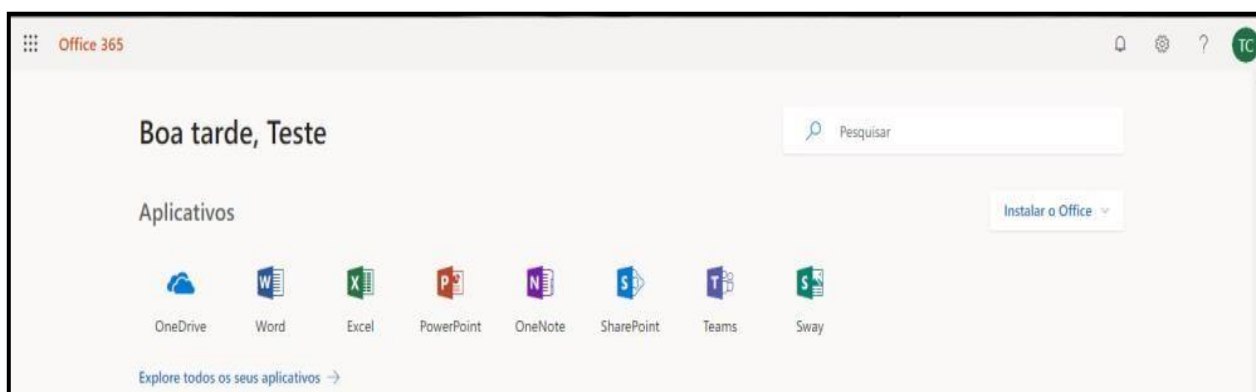 Office 365
?
TC
Boa tarde, Teste
Pesquisar
Aplicativos
Instalar o Office
W
X
P
N
S
T
S
OneDrive Word Excel PowerPoint OneNote SharePoint Teams Sway
Explore todos os seus aplicativos →